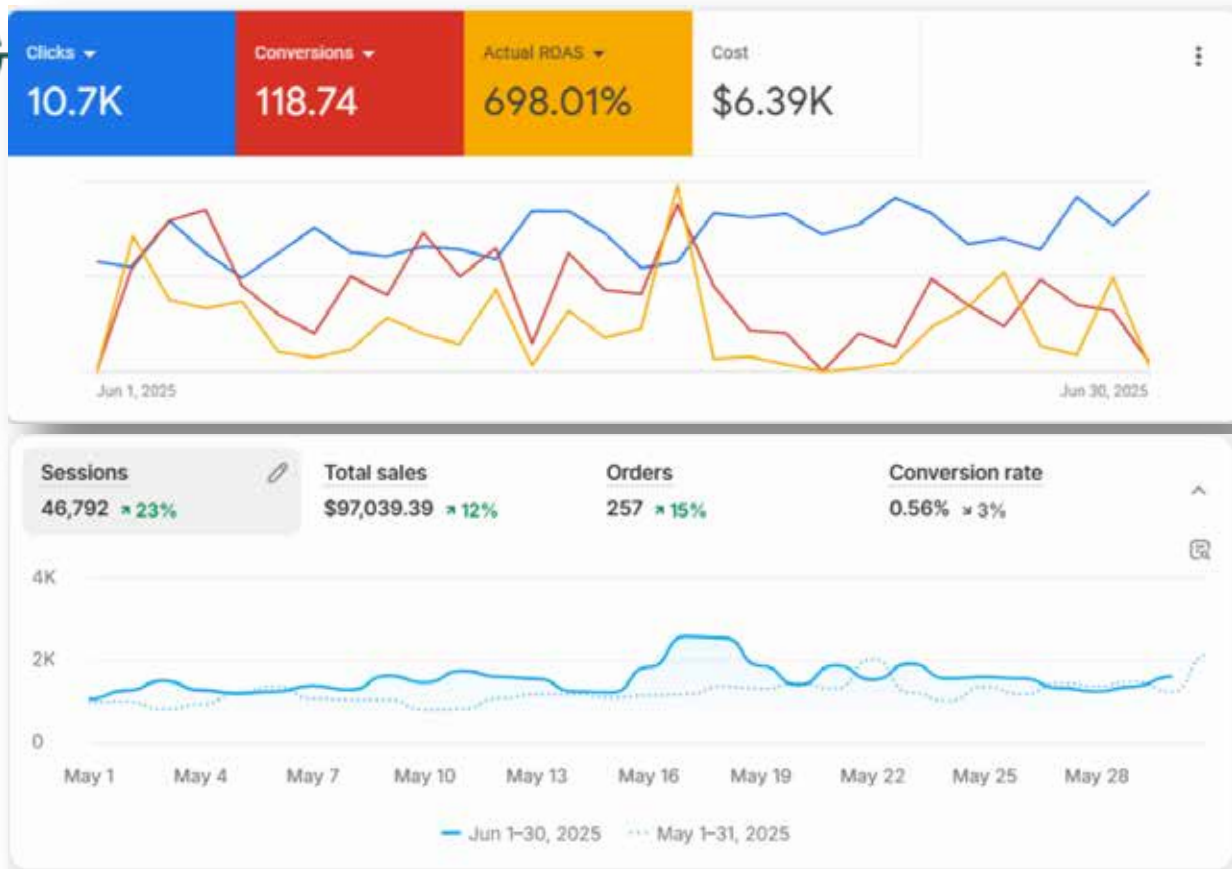 Clicks
Conversions
Actual ROAS
Cost
10.7K
118.74
698.01%
$6.39K
Jun 1, 2025
Jun 30, 2025
Sessions
Total sales
Orders
Conversion rate
46,792 23%
$97,039.39 12%
257 15%
0.56% 3%
4K
2K
0
May 1 May 4 May 7 May 10 May 13 May 16 May 19 May 22 May 25 May 28
Jun 1–30, 2025 May 1–31, 2025